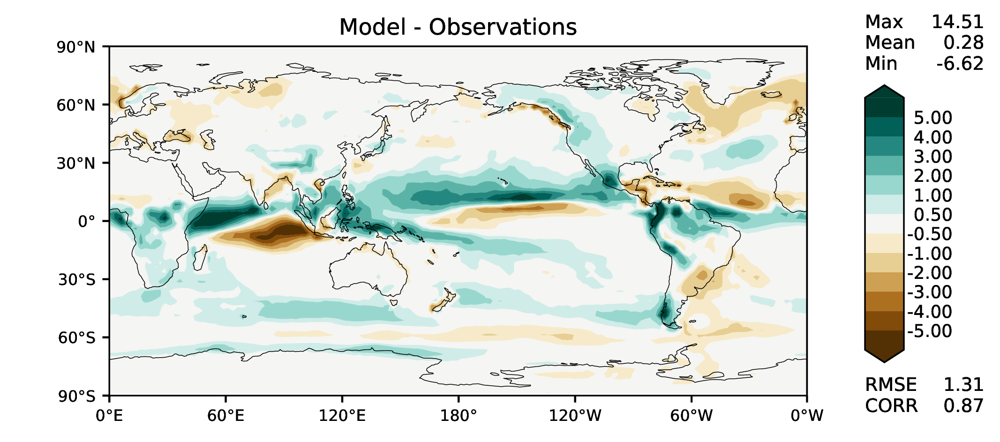 Model - Observations
Max 14.51
Mean 0.28
Min -6.62
90°N
60°N
30°N
0°
30°S
60°S
90°S
0°E 60°E 120°E 180° 120°W 60°W 0°W
5.00
4.00
3.00
2.00
1.00
0.50
-0.50
-1.00
-2.00
-3.00
-4.00
-5.00
RMSE 1.31
CORR 0.87